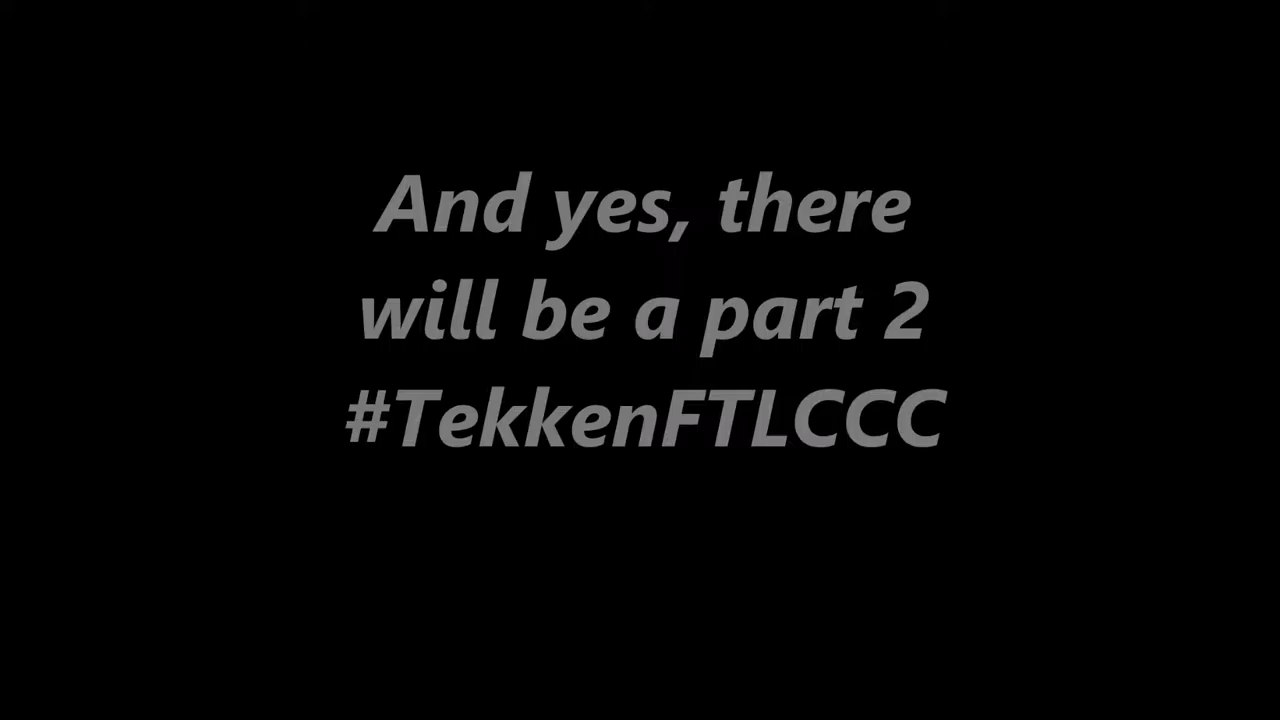 And yes, there
will be a part 2
#TekkenFTLCCC